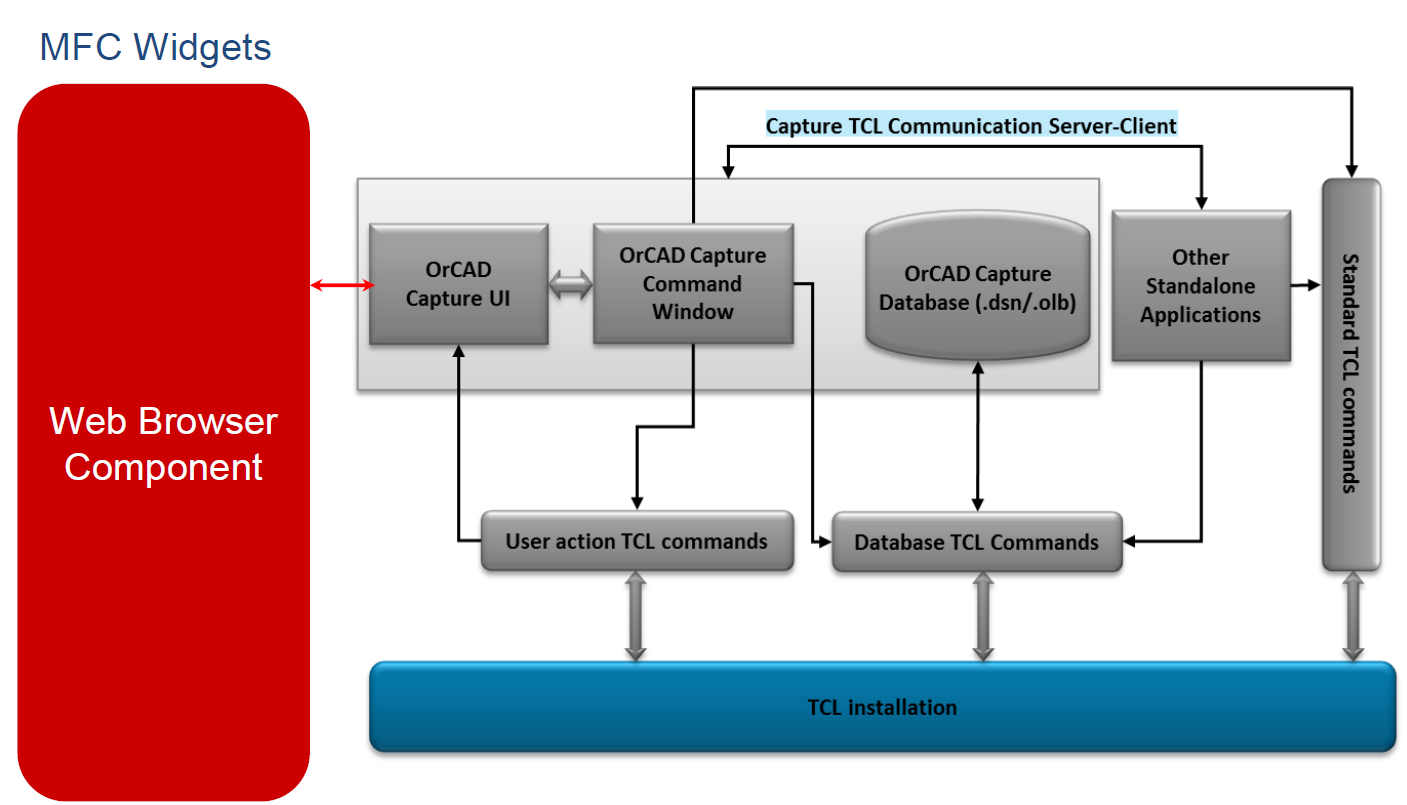 MFC Widgets
Web Browser
Component
Capture TCL Communication Server-Client
OrCAD
Capture UI
OrCAD Capture
Command
Window
OrCAD Capture
Database (.dsn/.olb)
Other
Standalone
Applications
Standard TCL commands
User action TCL commands
Database TCL Commands
TCL installation